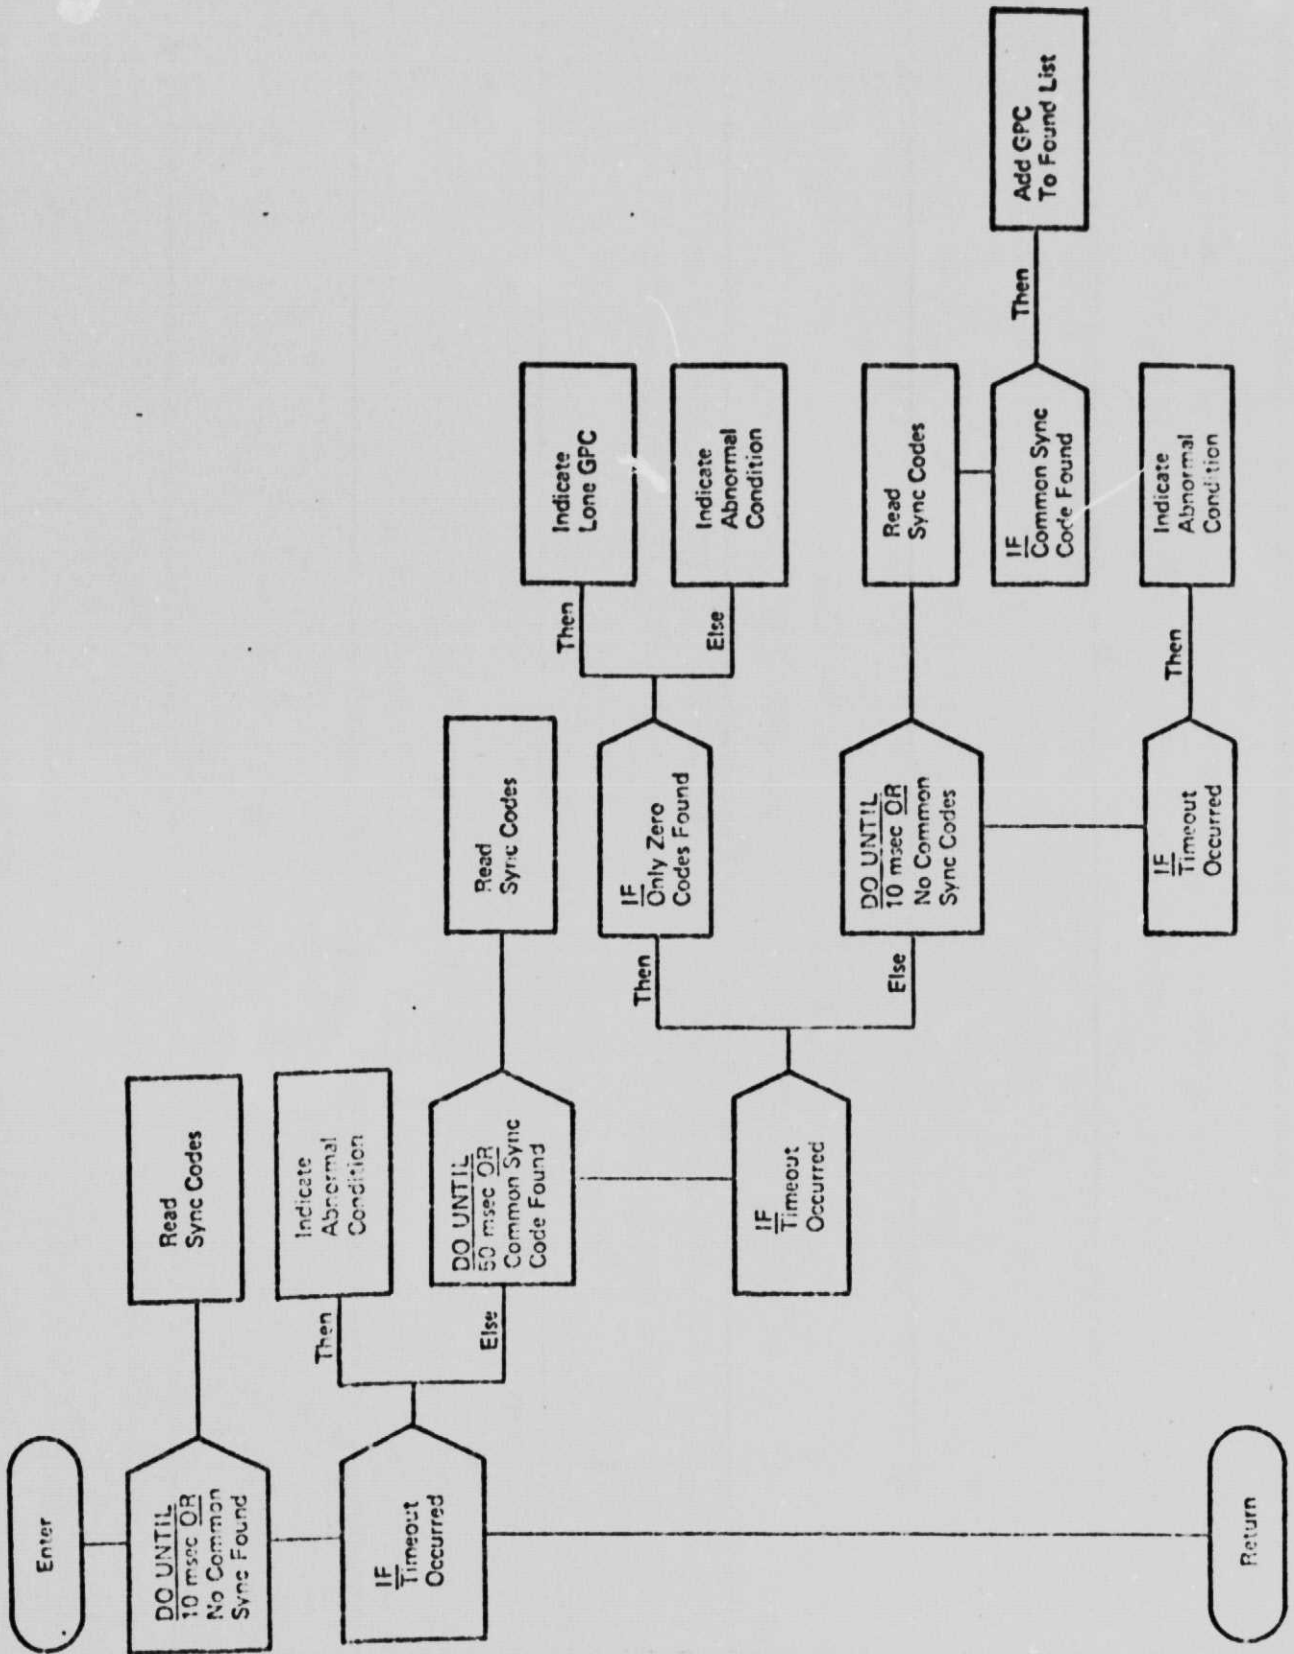 Enter
DO UNTIL
10 msec OR
No Common
Sync Found
Read
Sync Codes
IF
Timeout
Occurred
Then
Indicate
Abnormal
Condition
Else
DO UNTIL
50 msec OR
Common Sync
Code Found
Read
Sync Codes
IF
Timeout
Occurred
Then
IF
Only Zero
Codes Found
Then
Indicate
Lone GPC
Else
Indicate
Abnormal
Condition
Else
DO UNTIL
10 msec OR
No Common
Sync Codes
Read
Sync Codes
IF
Common Sync
Code Found
Then
Add GPC
To Found List
IF
Timeout
Occurred
Then
Indicate
Abnormal
Condition
Return